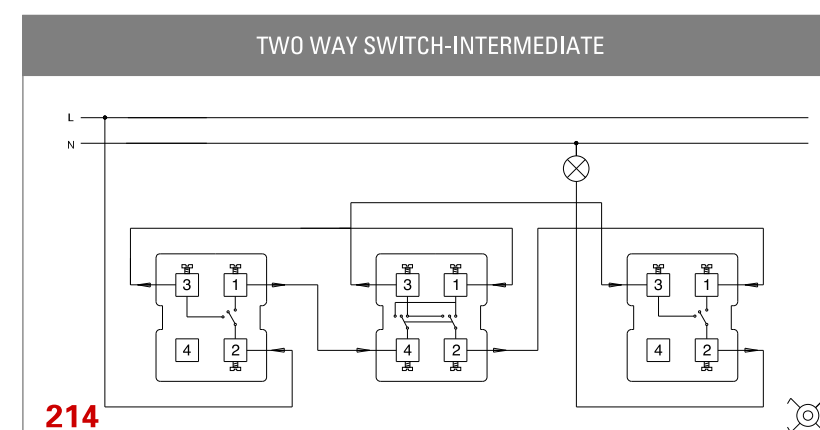 TWO WAY SWITCH-INTERMEDIATE
L
N
3 1 3 1 3 1
4 2 4 2 4 2
214